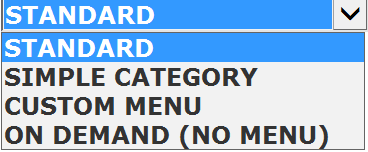 STANDARD
STANDARD
SIMPLE CATEGORY
CUSTOM MENU
ON DEMAND (NO MENU)